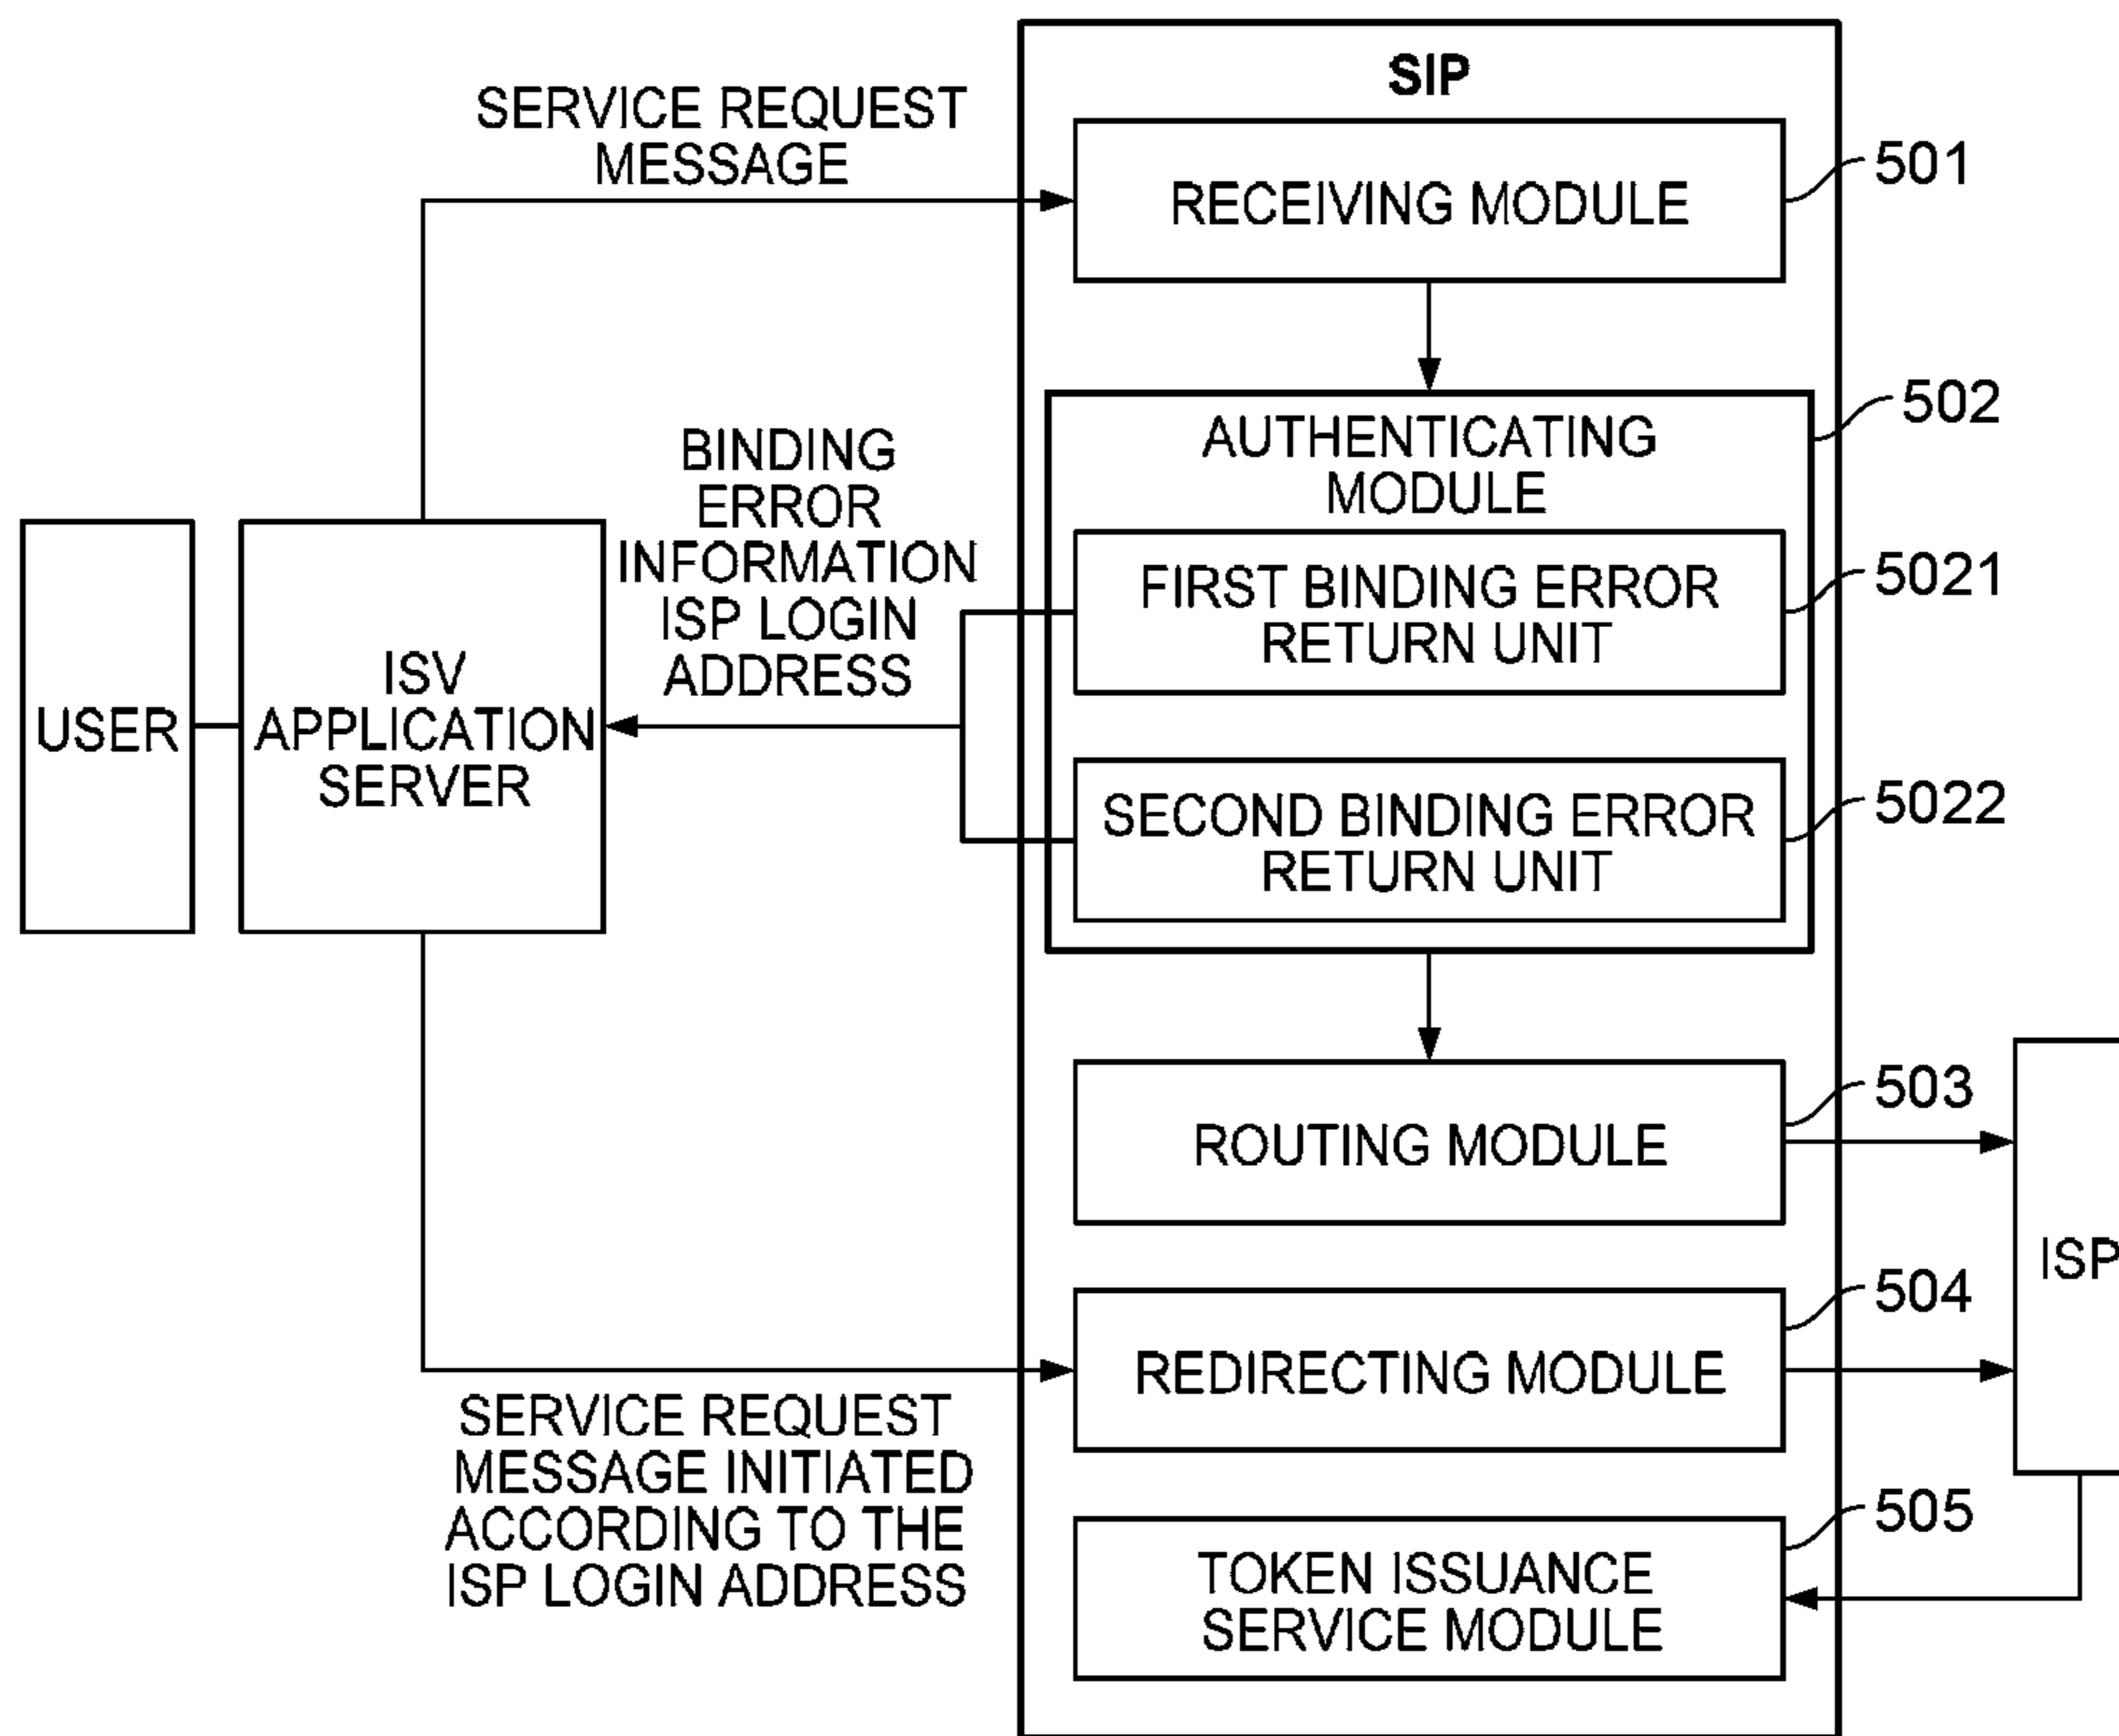 SIP
SERVICE REQUEST
MESSAGE
RECEIVING MODULE
501
AUTHENTICATING
MODULE
502
BINDING
ERROR
INFORMATION
ISP LOGIN
ADDRESS
FIRST BINDING ERROR
RETURN UNIT
5021
USER
ISV
APPLICATION
SERVER
SECOND BINDING ERROR
RETURN UNIT
5022
ROUTING MODULE
503
ISP
REDIRECTING MODULE
504
SERVICE REQUEST
MESSAGE INITIATED
ACCORDING TO THE
ISP LOGIN ADDRESS
TOKEN ISSUANCE
SERVICE MODULE
505